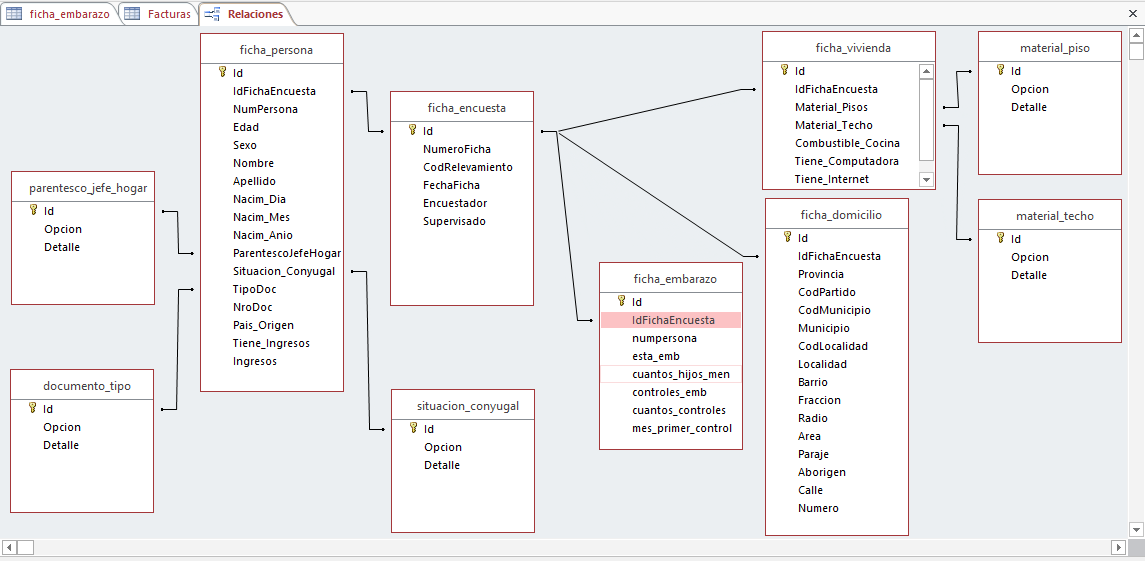 ficha_embarazo
Facturas
Relaciones
ficha_persona
Id
IdFichaEncuesta
NumPersona
Edad
Sexo
Nombre
Apellido
Nacim_Dia
Nacim_Mes
Nacim_Anio
ParentescoJefeHogar
Situacion_Conyugal
TipoDoc
NroDoc
Pais_Origen
Tiene_Ingresos
Ingresos
parentesco_jefe_hogar
Id
Opcion
Detalle
documento_tipo
Id
Opcion
Detalle
ficha_encuesta
Id
NumeroFicha
CodRelevamiento
FechaFicha
Encuestador
Supervisado
situacion_conyugal
Id
Opcion
Detalle
ficha_embarazo
Id
IdFichaEncuesta
numpersona
esta_emb
cuantos_hijos_men
controles_emb
cuantos_controles
mes_primer_control
ficha_vivienda
Id
IdFichaEncuesta
Material_Pisos
Material_Techo
Combustible_Cocina
Tiene_Computadora
Tiene_Internet
ficha_domicilio
Id
IdFichaEncuesta
Provincia
CodPartido
CodMunicipio
Municipio
CodLocalidad
Localidad
Barrio
Fraccion
Radio
Area
Paraje
Aborigen
Calle
Numero
material_piso
Id
Opcion
Detalle
material_techo
Id
Opcion
Detalle